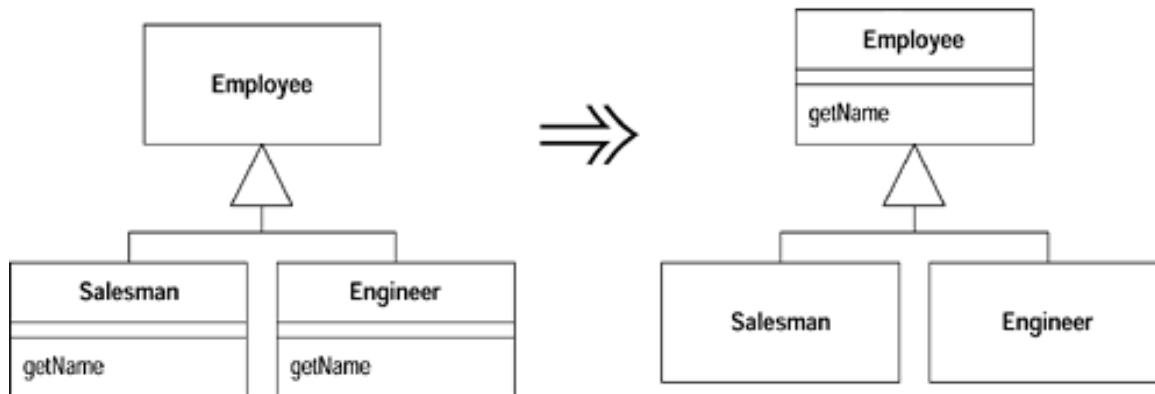 Employee
Salesman
getName
Engineer
getName
Employee
getName
Salesman
Engineer